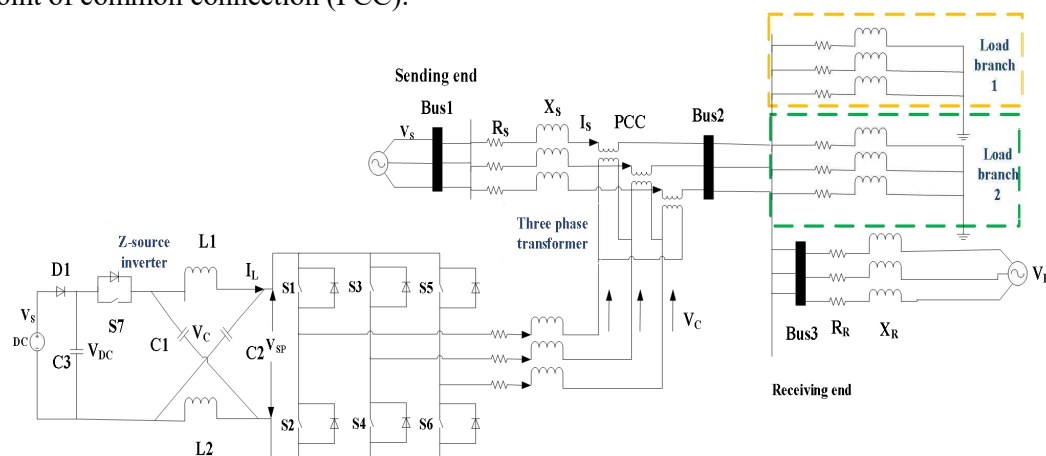 point of common connection (PCC).
Sending end
Bus1
VS
RS
XS
IS
PCC
Bus2
Load
branch
1
Load
branch
2
Three phase
transformer
Z-source
inverter
L1
IL
D1
S7
VS
DC
C3
VDC
C1
VC
C2
VSP
S1
S3
S5
S2
S4
S6
L2
VC
Bus3
RR
XR
Receiving end